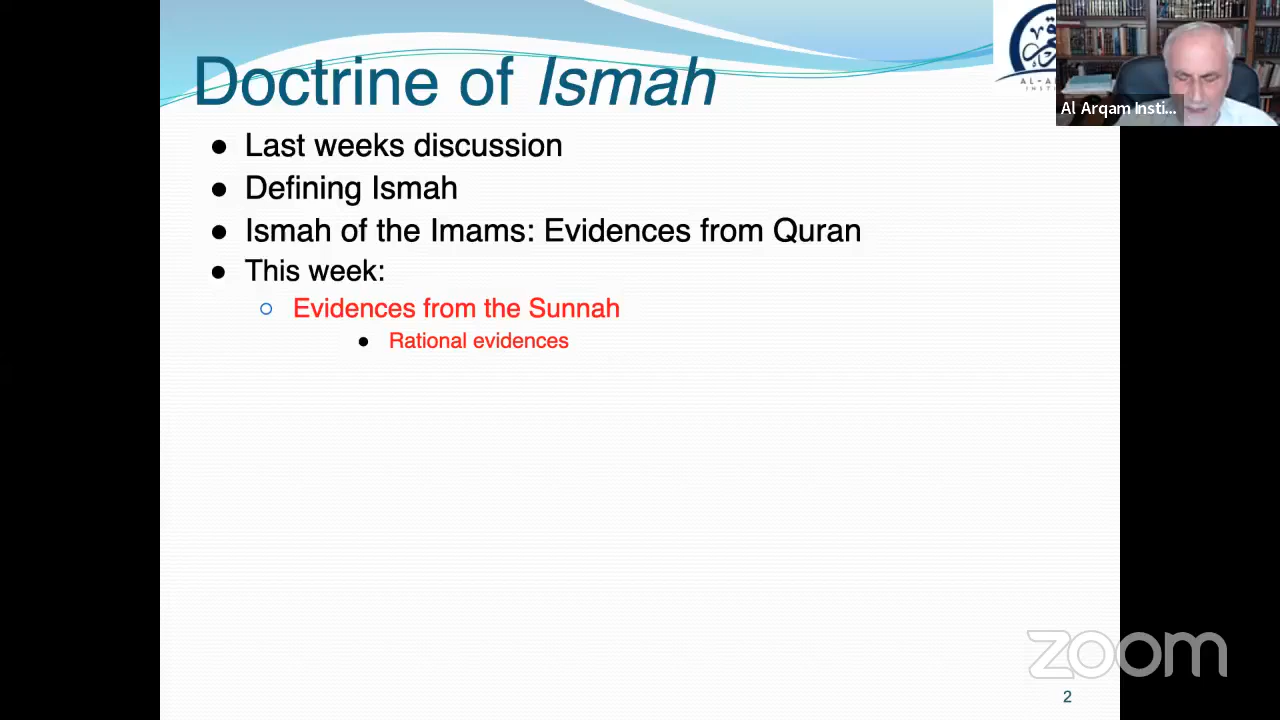 Doctrine of Ismah
Al Arqam Insti...
● Last weeks discussion
● Defining Ismah
● Ismah of the Imams: Evidences from Quran
● This week:
○ Evidences from the Sunnah
● Rational evidences
zoom
2